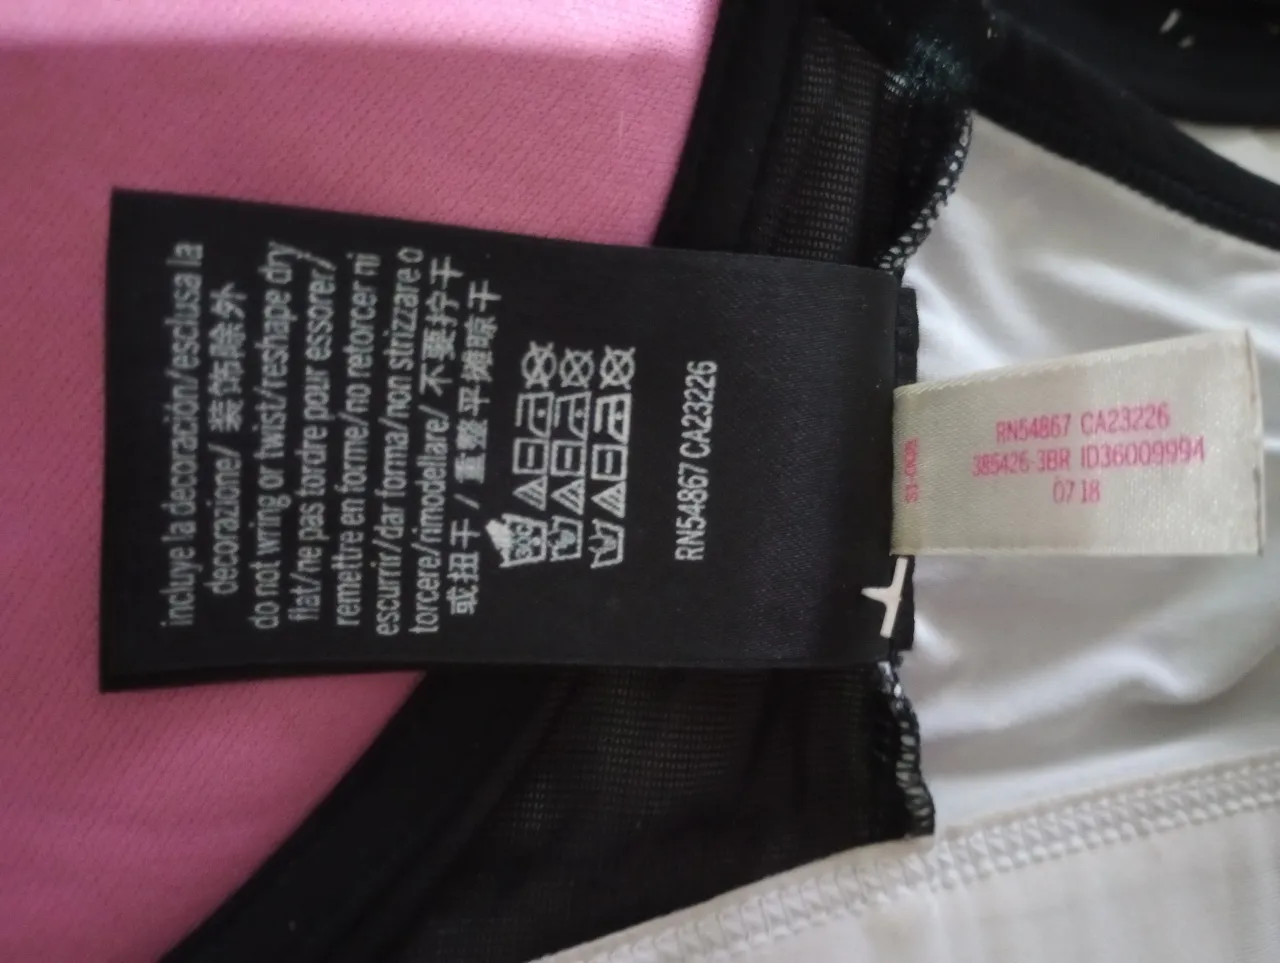 incluye la decoración/esclusa la
decorazione/ 装饰除外
do not wring or twist/reshape dry
flat/ne pas tordre pour essorer/
remettre en forme/no retorcer ni
escurrir/dar forma/non strizzare o
torcere/rimodellare/ 不要拧干
或扭干 / 重整平摊晾干
30C
RN54867 CA23226
RN54867 CA23226
385426-3BR ID36009994
07 18